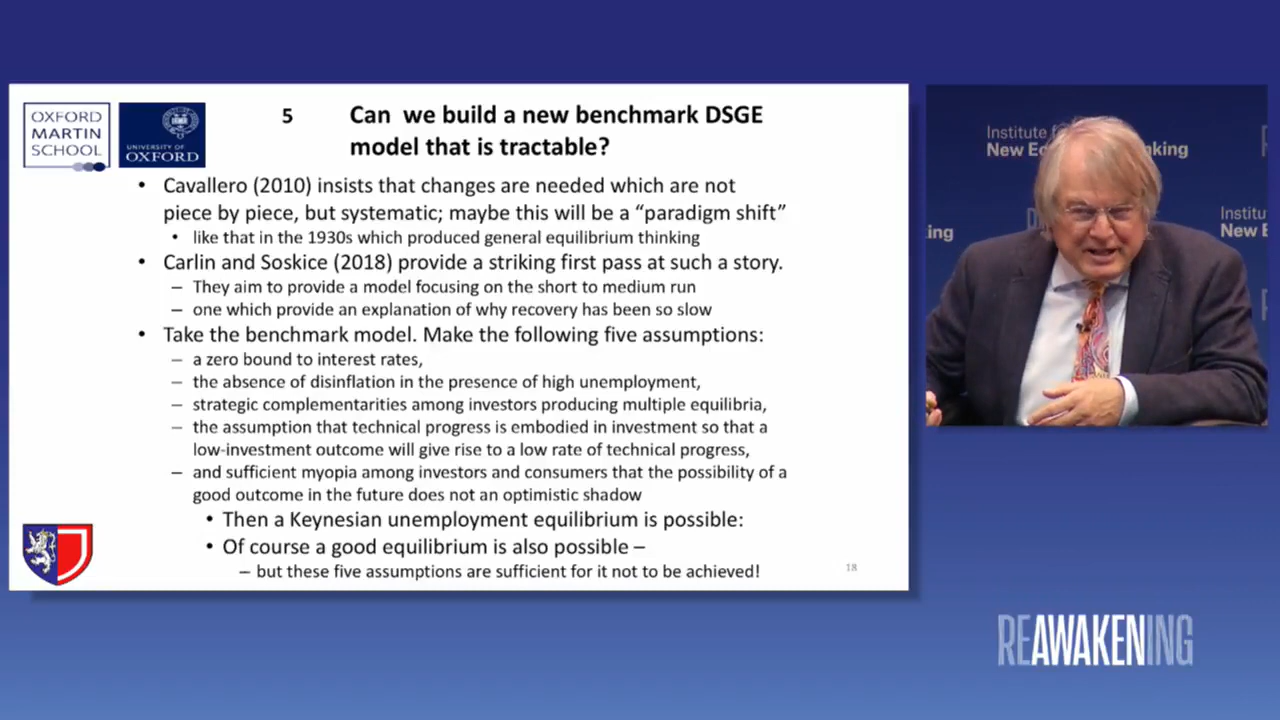 OXFORD
MARTIN
SCHOOL
UNIVERSITY OF
OXFORD
5 Can we build a new benchmark DSGE
model that is tractable?
• Cavallero (2010) insists that changes are needed which are not
piece by piece, but systematic; maybe this will be a “paradigm shift”
• like that in the 1930s which produced general equilibrium thinking
• Carlin and Soskice (2018) provide a striking first pass at such a story.
– They aim to provide a model focusing on the short to medium run
– one which provide an explanation of why recovery has been so slow
• Take the benchmark model. Make the following five assumptions:
– a zero bound to interest rates,
– the absence of disinflation in the presence of high unemployment,
– strategic complementarities among investors producing multiple equilibria,
– the assumption that technical progress is embodied in investment so that a
low-investment outcome will give rise to a low rate of technical progress,
– and sufficient myopia among investors and consumers that the possibility of a
good outcome in the future does not an optimistic shadow
• Then a Keynesian unemployment equilibrium is possible:
• Of course a good equilibrium is also possible –
– but these five assumptions are sufficient for it not to be achieved!
18
Institute
New Ec nking
ing
Institu
New E
REAWAKENING